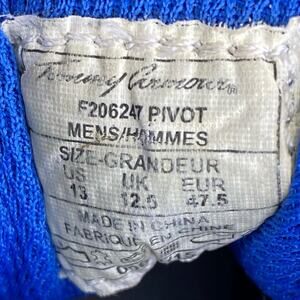 Tommy Armour®
F206247 PIVOT
MENS/HOMMES
SIZE-GRANDEUR
US UK EUR
13 12.5 47.5
MADE IN CHINA
FABRIQUE EN CHINE